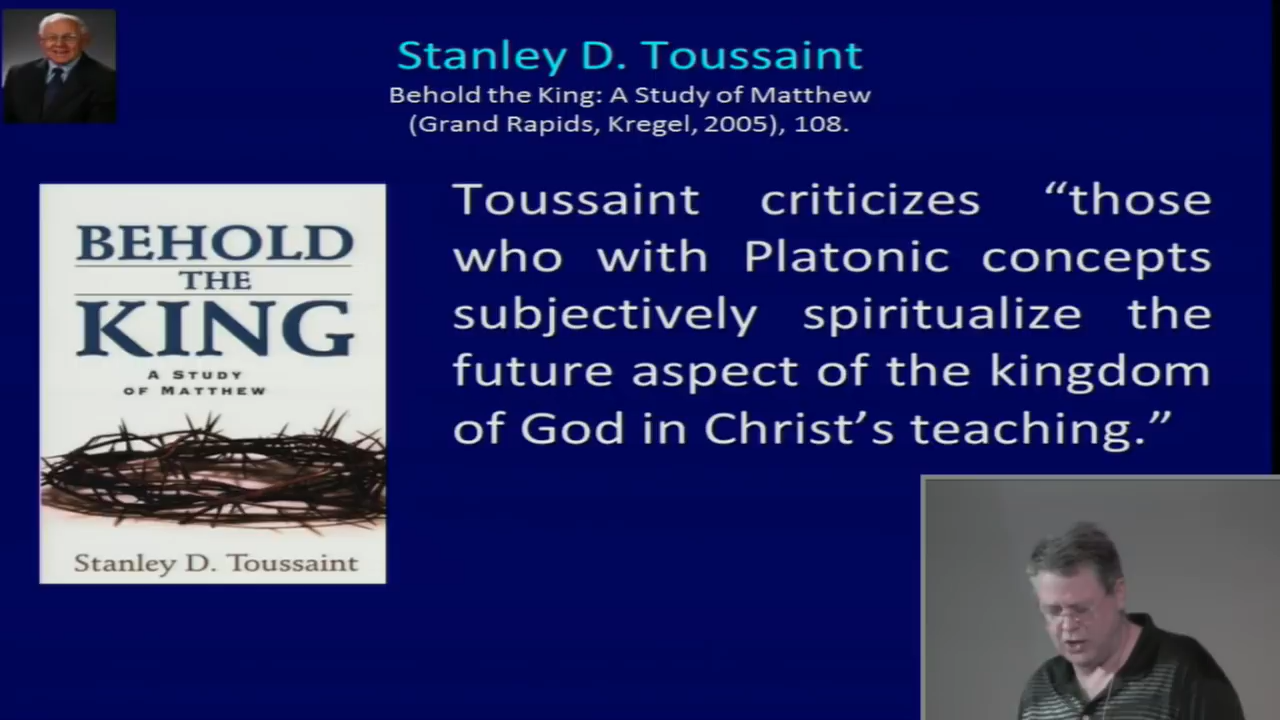 Stanley D. Toussaint
Behold the King: A Study of Matthew
(Grand Rapids, Kregel, 2005), 108.
BEHOLD
THE
KING
A STUDY
OF MATTHEW
Stanley D. Toussaint
Toussaint criticizes “those
who with Platonic concepts
subjectively spiritualize the
future aspect of the kingdom
of God in Christ’s teaching.”